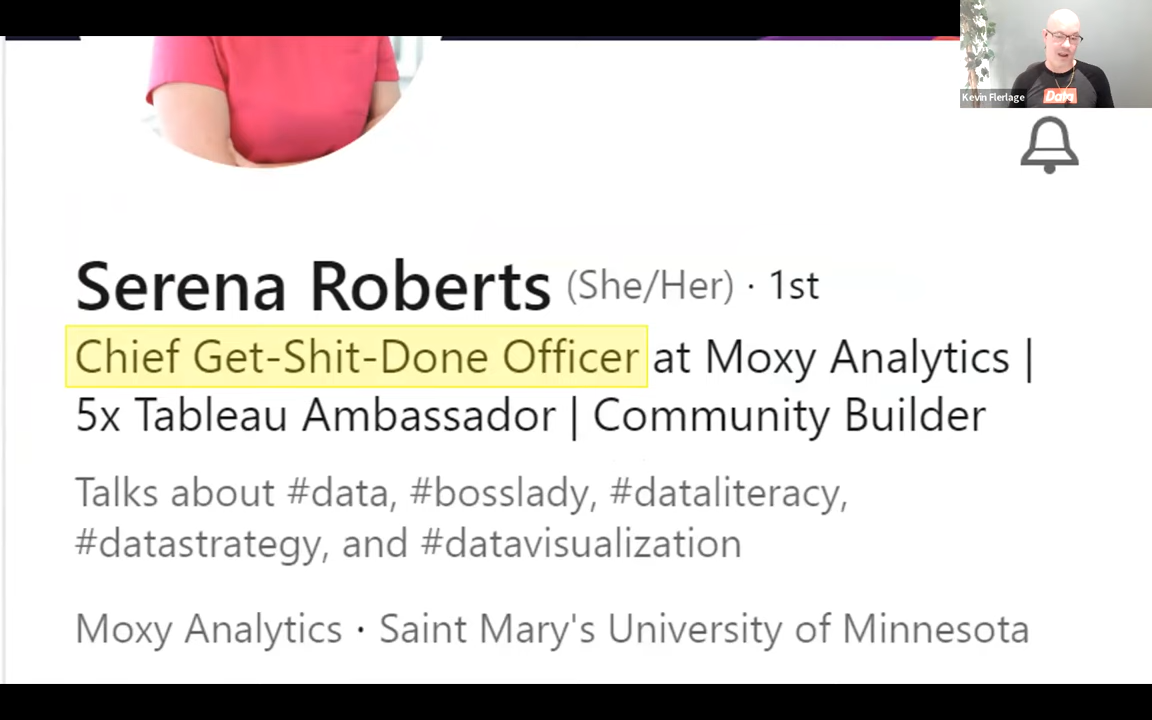 Kevin Flerlage
Data
Serena Roberts (She/Her) · 1st
Chief Get-Shit-Done Officer at Moxy Analytics |
5x Tableau Ambassador | Community Builder
Talks about #data, #bosslady, #dataliteracy,
#datastrategy, and #datavisualization
Moxy Analytics · Saint Mary's University of Minnesota